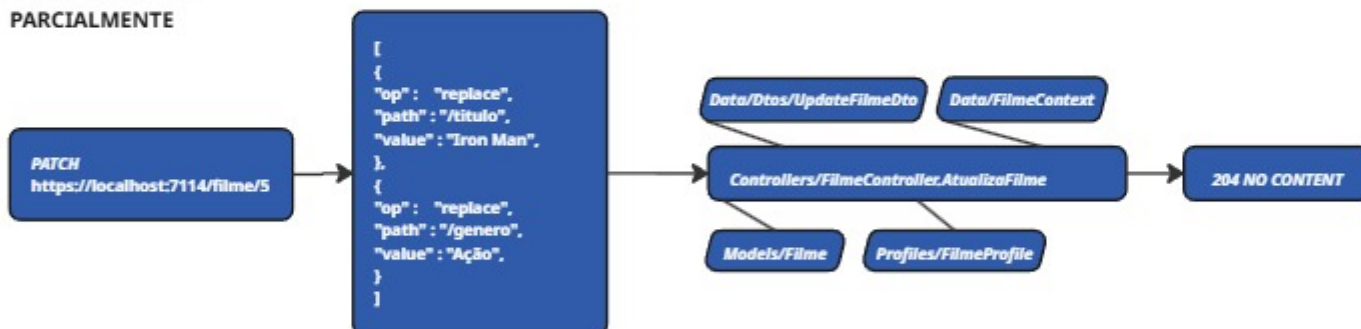 PARCIALMENTE
PATCH
https://localhost:7114/filme/5
[
{
"op" : "replace",
"path" : "/titulo",
"value" : "Iron Man",
},
{
"op" : "replace",
"path" : "/genero",
"value" : "Ação",
}
]
Data/Dtos/UpdateFilmeDto
Data/FilmeContext
Controllers/FilmeController.AtualizaFilme
Models/Filme
Profiles/FilmeProfile
204 NO CONTENT